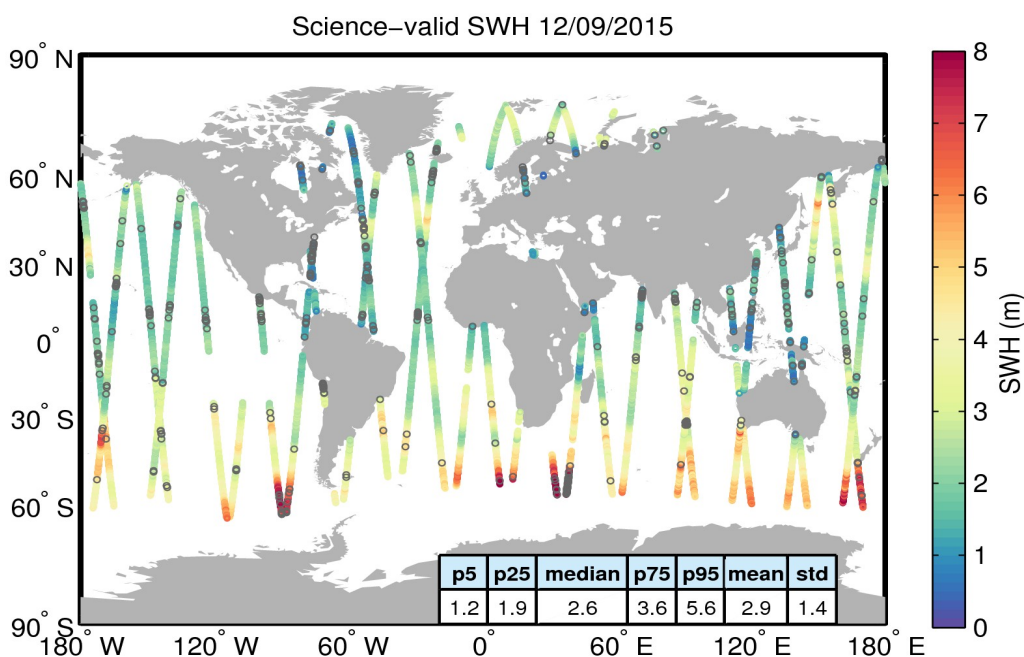 Science−valid SWH 12/09/2015
90° N
60° N
30° N
0°
30° S
60° S
90° S
180° W
120° W
60° W
0°
60° E
120° E
180° E
p5 p25 median p75 p95 mean std
1.2 1.9 2.6 3.6 5.6 2.9 1.4
8
7
6
5
4
3
2
1
0
SWH (m)